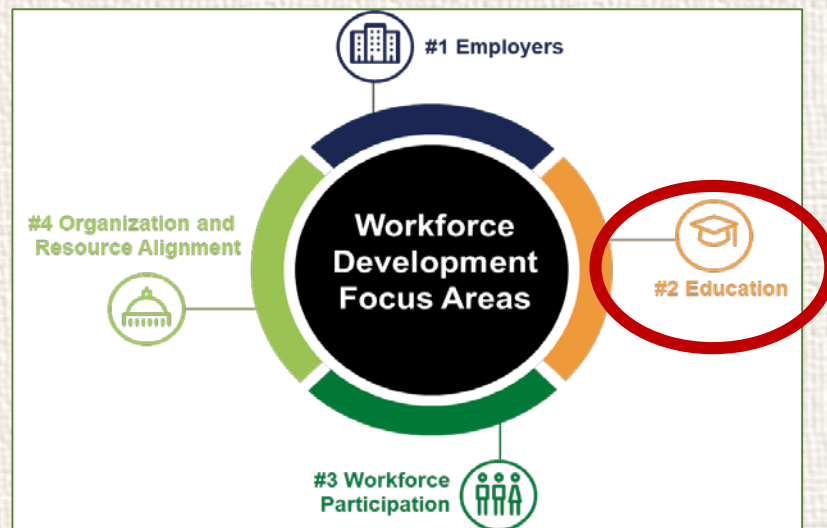 #1 Employers
Workforce
Development
Focus Areas
#2 Education
#3 Workforce
Participation
#4 Organization and
Resource Alignment